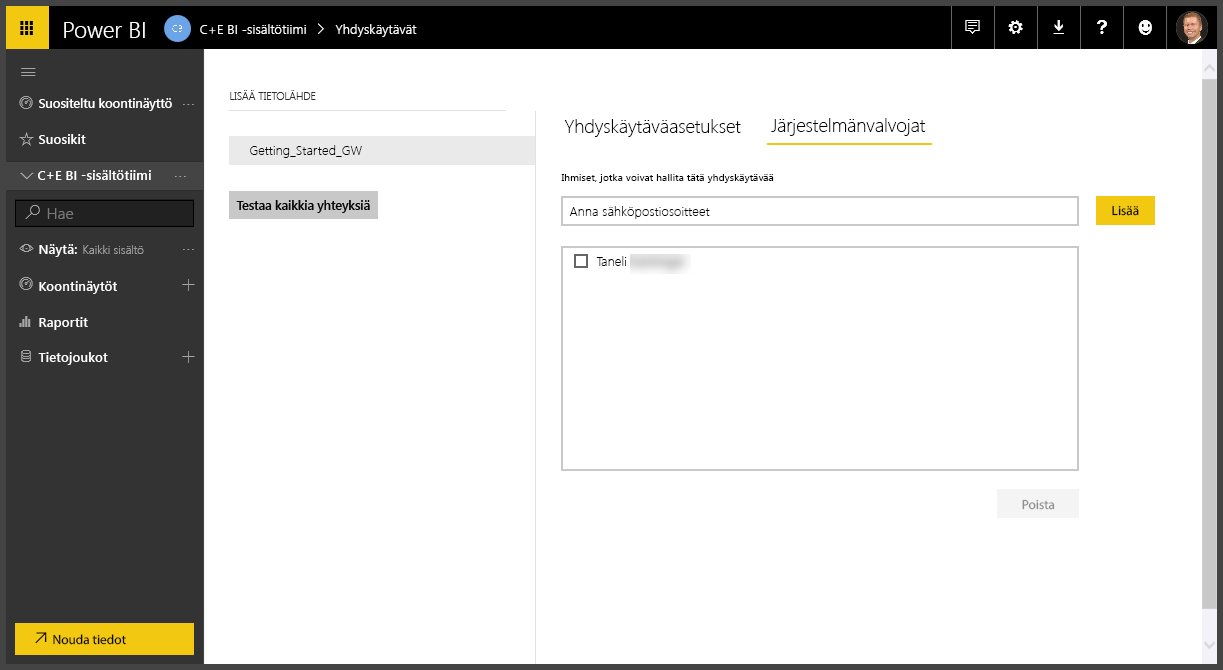 Power BI C+E BI -sisältötiimi > Yhdyskäytävät
Suositeltu koontinäyttö ...
Suosikit
C+E BI -sisältötiimi ...
Hae
Näytä: Kaikki sisältö ...
Koontinäytöt +
Raportit
Tietojoukot +
Nouda tiedot
LISÄÄ TIETOLÄHDE
Getting_Started_GW
Testaa kaikkia yhteyksiä
Yhdyskäytäväasetukset Järjestelmänvalvojat
Ihmiset, jotka voivat hallita tätä yhdyskäytävää
Anna sähköpostiosoitteet Lisää
Taneli
Poista